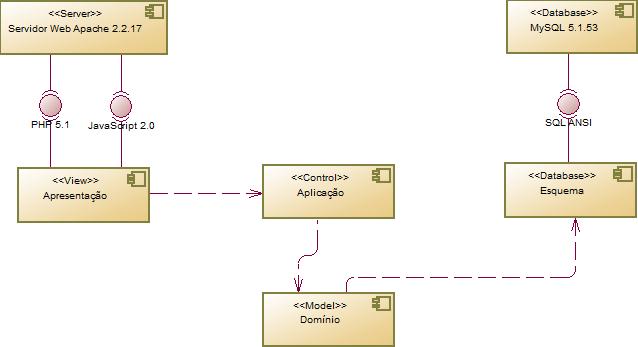 <<Server>>
Servidor Web Apache 2.2.17
<<Database>>
MySQL 5.1.53
PHP 5.1
JavaScript 2.0
SQL ANSI
<<View>>
Apresentação
<<Control>>
Aplicação
<<Database>>
Esquema
<<Model>>
Domínio